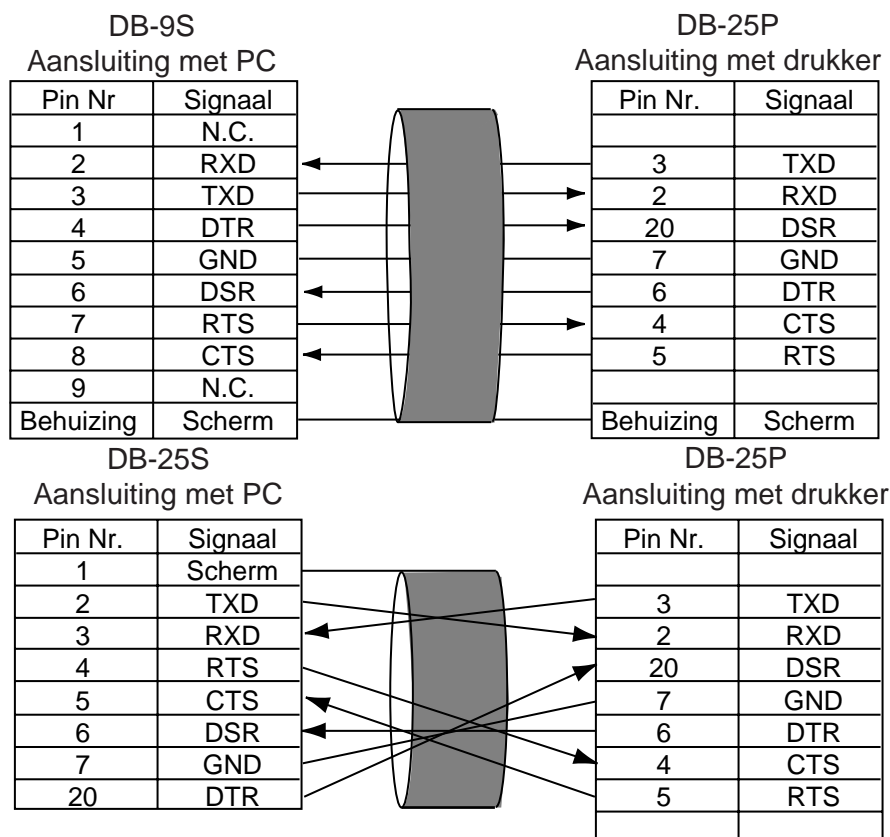 DB-9S
Aansluiting met PC
Pin Nr Signaal
1 N.C.
2 RXD
3 TXD
4 DTR
5 GND
6 DSR
7 RTS
8 CTS
9 N.C.
Behuizing Scherm
DB-25P
Aansluiting met drukker
Pin Nr. Signaal
3 TXD
2 RXD
20 DSR
7 GND
6 DTR
4 CTS
5 RTS
Behuizing Scherm
DB-25S
Aansluiting met PC
Pin Nr. Signaal
1 Scherm
2 TXD
3 RXD
4 RTS
5 CTS
6 DSR
7 GND
20 DTR
DB-25P
Aansluiting met drukker
Pin Nr. Signaal
3 TXD
2 RXD
20 DSR
7 GND
6 DTR
4 CTS
5 RTS